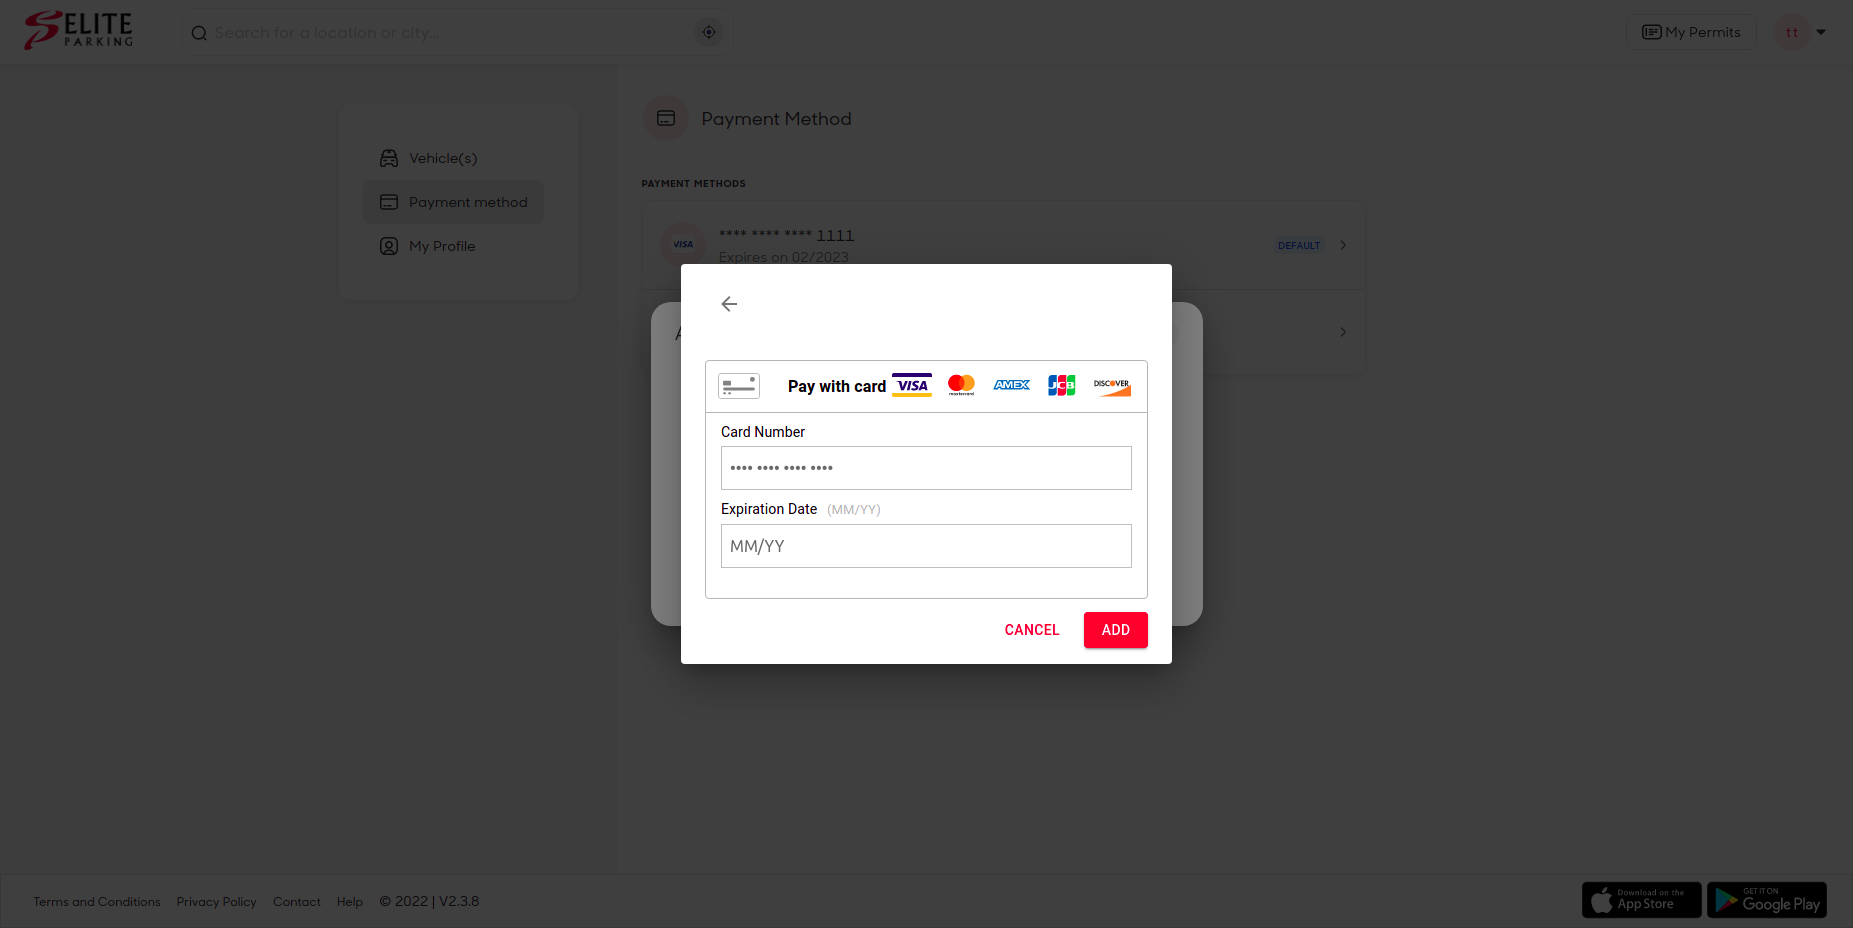 ELITE
PARKING
Search for a location or city...
My Permits
tt
Vehicle(s)
Payment method
My Profile
Payment Method
PAYMENT METHODS
VISA
**** **** **** 1111
Expires on 02/2023
DEFAULT
A
Pay with card
VISA
mastercard
AMEX
JCB
DISCOVER
Card Number
•••• •••• •••• ••••
Expiration Date (MM/YY)
MM/YY
CANCEL
ADD
Terms and Conditions
Privacy Policy
Contact
Help
© 2022 | V2.3.8
Download on the
App Store
GET IT ON
Google Play